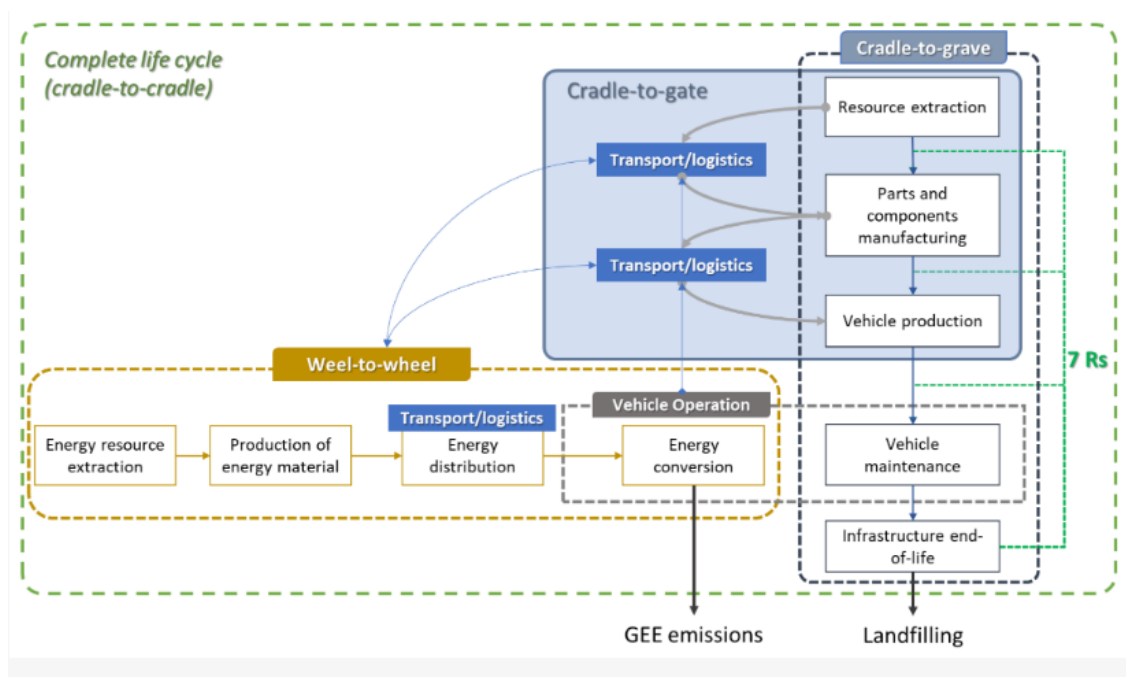 Complete life cycle
(cradle-to-cradle)
Cradle-to-grave
Cradle-to-gate
Resource extraction
Transport/logistics
Parts and
components
manufacturing
Transport/logistics
Vehicle production
7 Rs
Weel-to-wheel
Vehicle Operation
Transport/logistics
Energy resource
extraction
Production of
energy material
Energy
distribution
Energy
conversion
Vehicle
maintenance
Infrastructure end-
of-life
GEE emissions
Landfilling